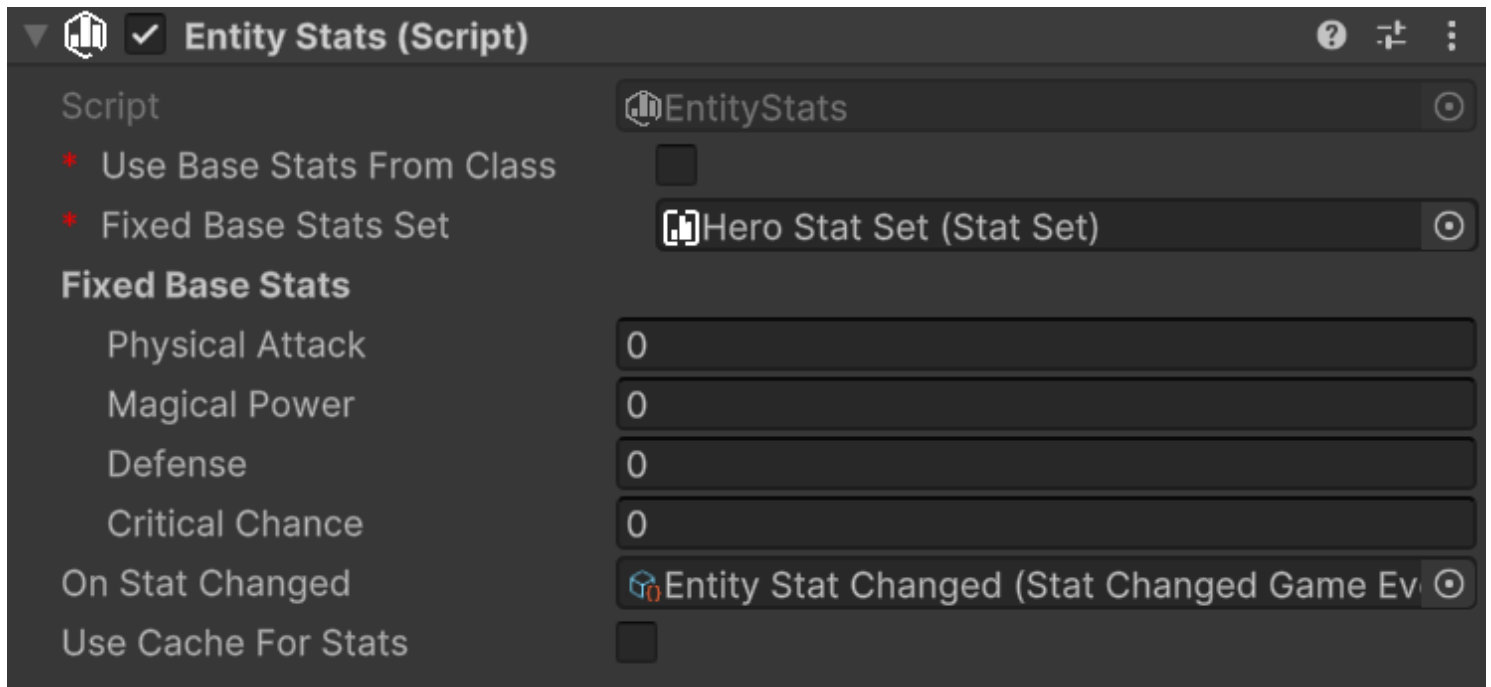 Entity Stats (Script)
Script EntityStats
* Use Base Stats From Class
* Fixed Base Stats Set Hero Stat Set (Stat Set)
Fixed Base Stats
Physical Attack 0
Magical Power 0
Defense 0
Critical Chance 0
On Stat Changed Entity Stat Changed (Stat Changed Game Ev
Use Cache For Stats